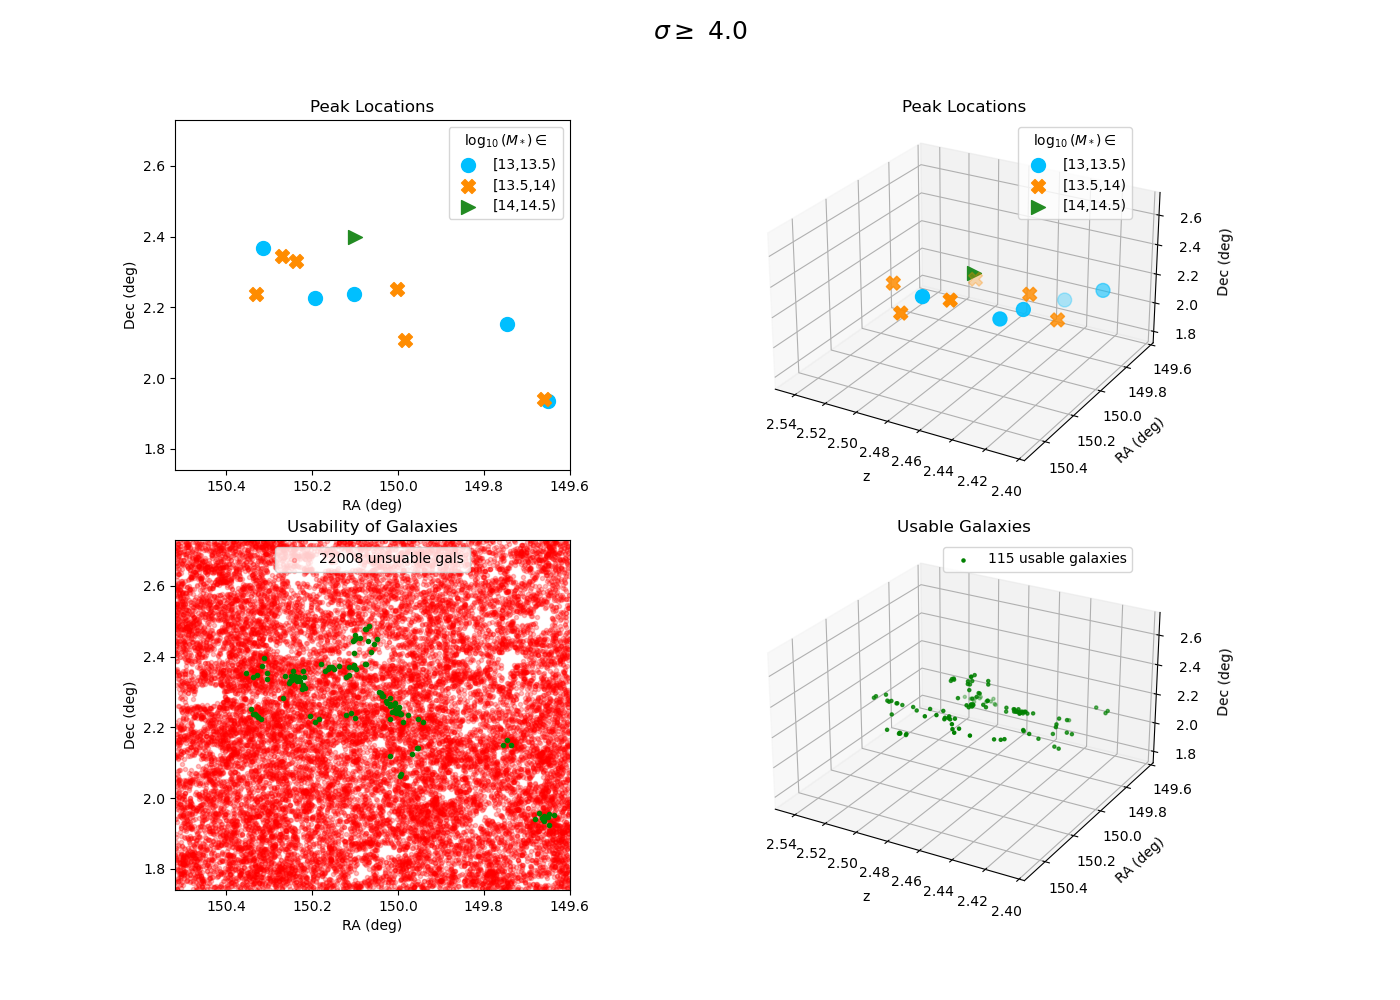 σ ≥ 4.0
Peak Locations
log₁₀(M*) ∈
[13,13.5)
[13.5,14)
[14,14.5)
2.6
2.4
2.2
2.0
1.8
Dec (deg)
150.4 150.2 150.0 149.8 149.6
RA (deg)
Peak Locations
log₁₀(M*) ∈
[13,13.5)
[13.5,14)
[14,14.5)
2.6
2.4
2.2
2.0
1.8
Dec (deg)
149.6
149.8
150.0
150.2
150.4
RA (deg)
2.54 2.52 2.50 2.48 2.46 2.44 2.42 2.40
z
Usability of Galaxies
22008 unsuable gals
2.6
2.4
2.2
2.0
1.8
Dec (deg)
150.4 150.2 150.0 149.8 149.6
RA (deg)
Usable Galaxies
115 usable galaxies
2.6
2.4
2.2
2.0
1.8
Dec (deg)
149.6
149.8
150.0
150.2
150.4
RA (deg)
2.54 2.52 2.50 2.48 2.46 2.44 2.42 2.40
z